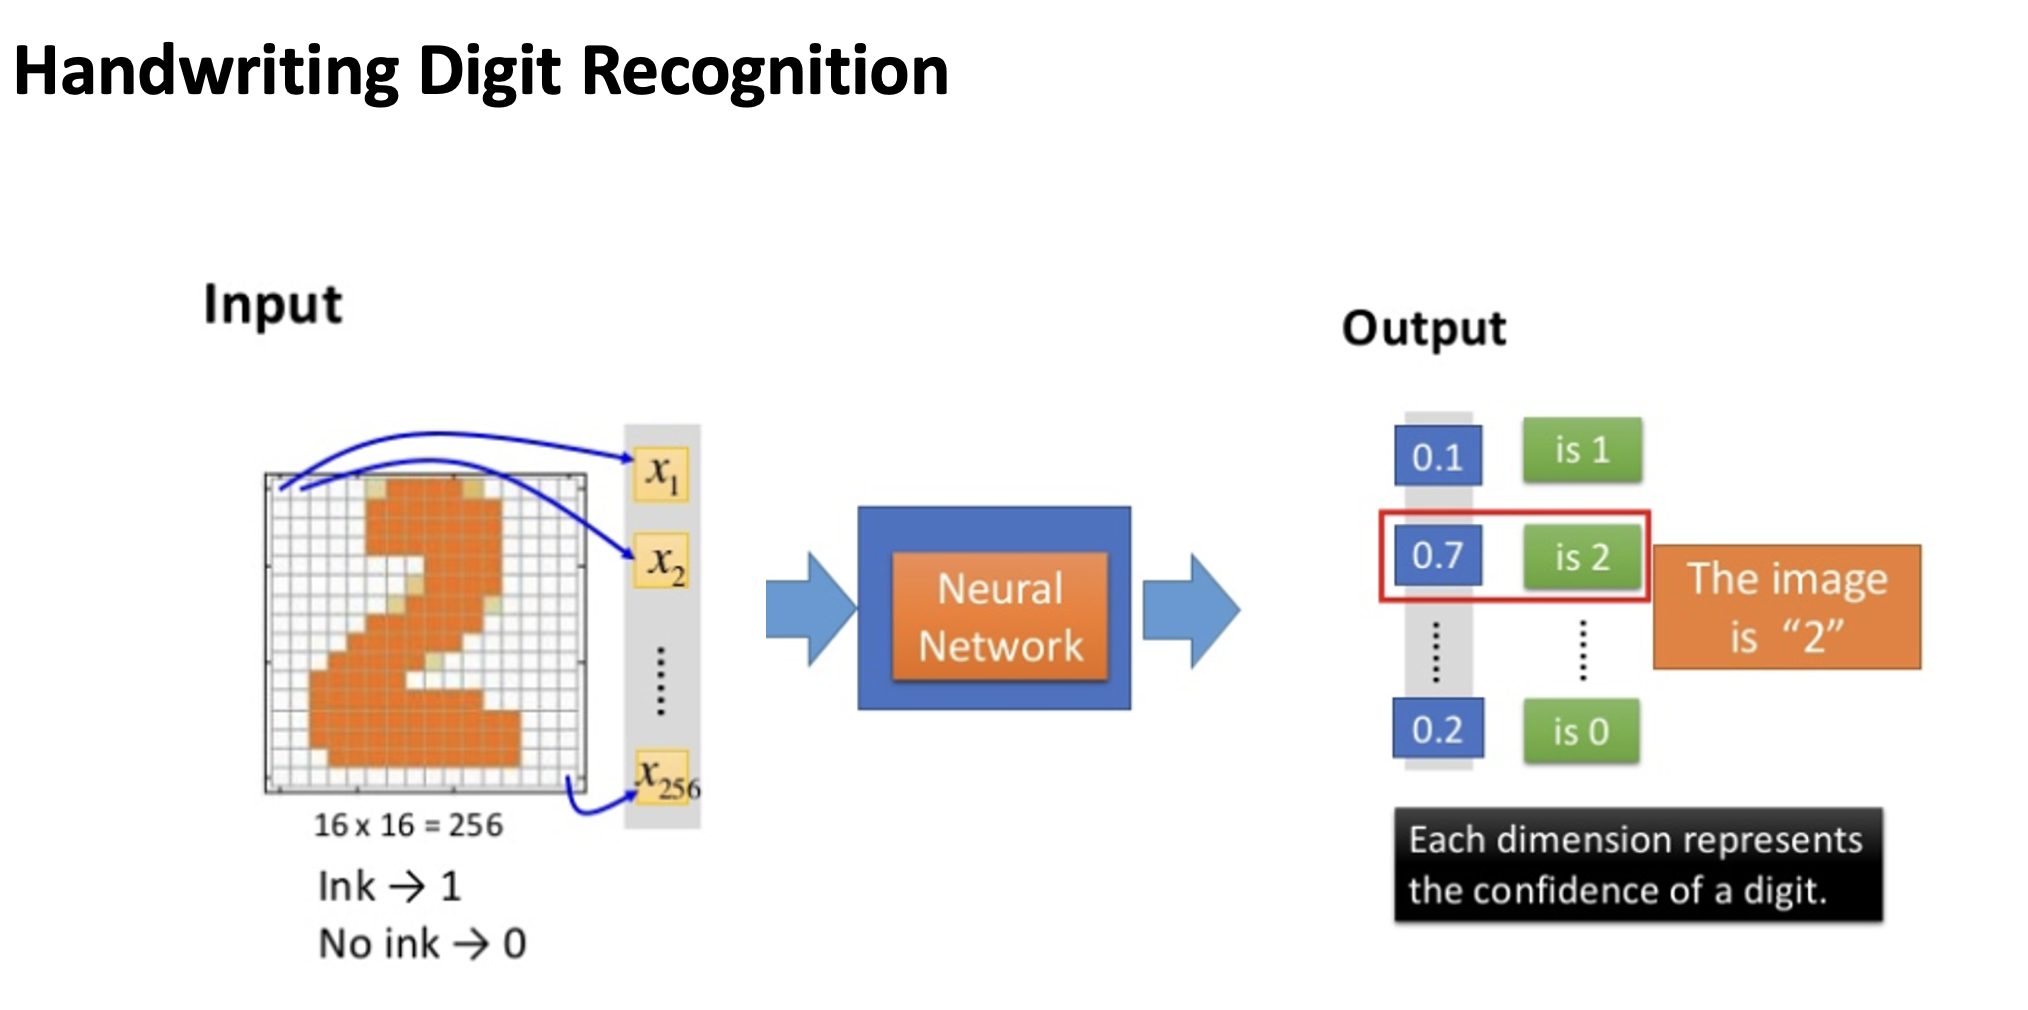 Handwriting Digit Recognition
Input
x1
x2
x256
16 x 16 = 256
Ink → 1
No ink → 0
Neural
Network
Output
0.1 is 1
0.7 is 2
0.2 is 0
The image
is “2”
Each dimension represents
the confidence of a digit.